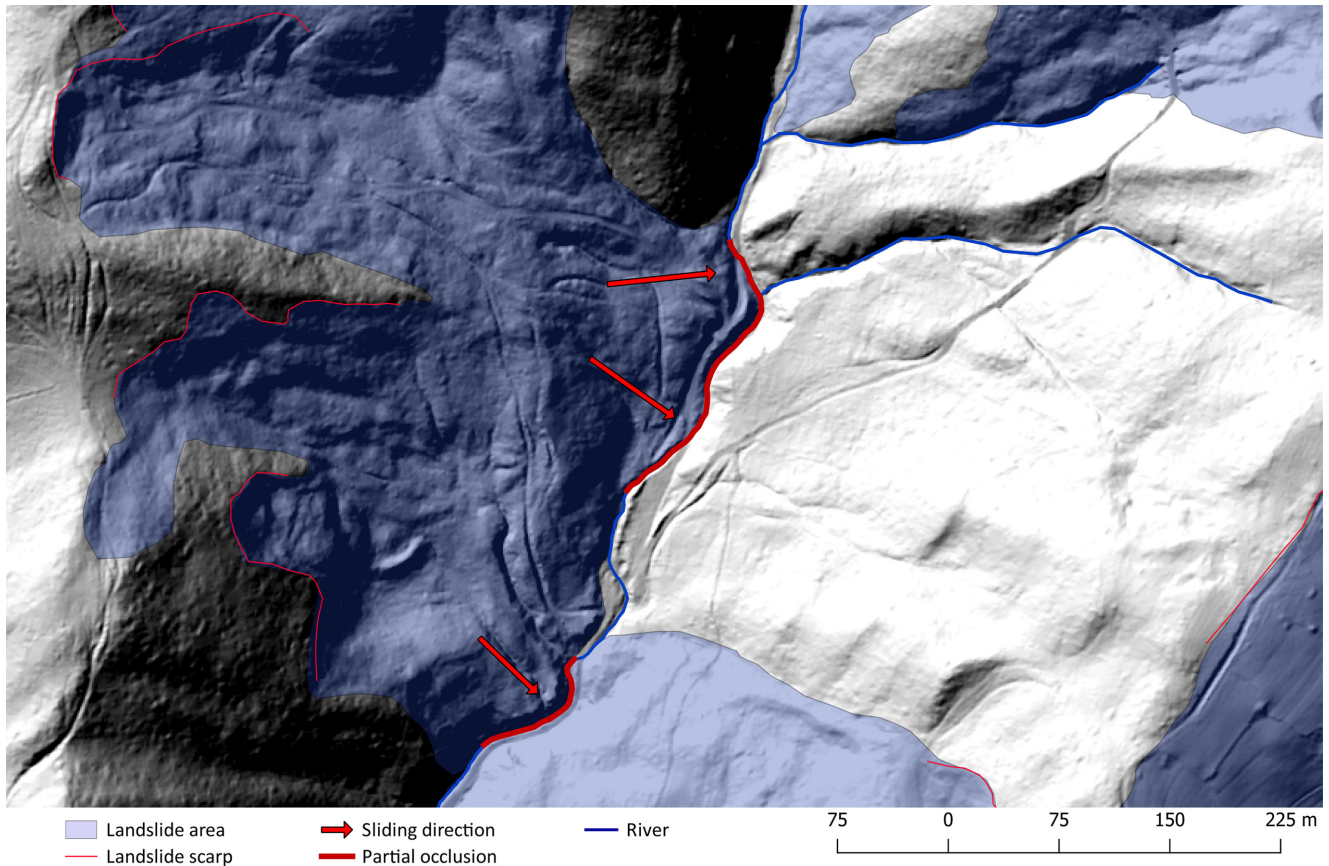 75 0 75 150 225 m
Landslide area Sliding direction River
Landslide scarp Partial occlusion